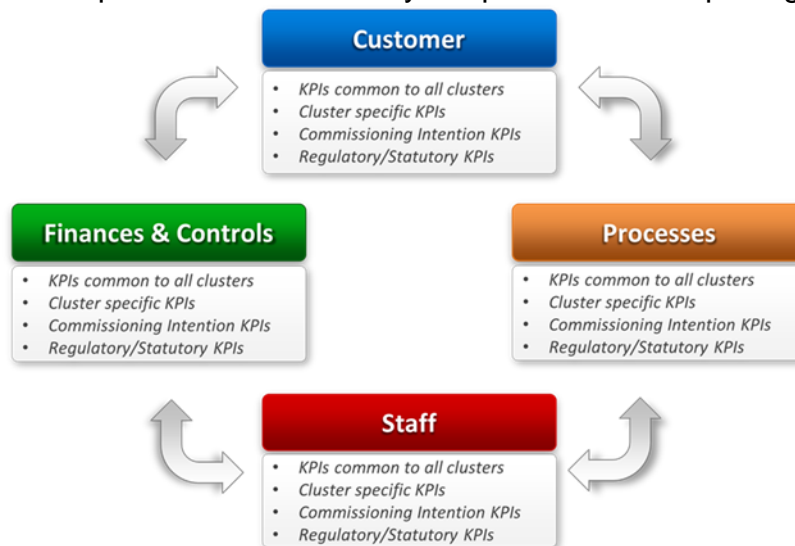 Customer
• KPIs common to all clusters
• Cluster specific KPIs
• Commissioning Intention KPIs
• Regulatory/Statutory KPIs
Finances & Controls
• KPIs common to all clusters
• Cluster specific KPIs
• Commissioning Intention KPIs
• Regulatory/Statutory KPIs
Processes
• KPIs common to all clusters
• Cluster specific KPIs
• Commissioning Intention KPIs
• Regulatory/Statutory KPIs
Staff
• KPIs common to all clusters
• Cluster specific KPIs
• Commissioning Intention KPIs
• Regulatory/Statutory KPIs